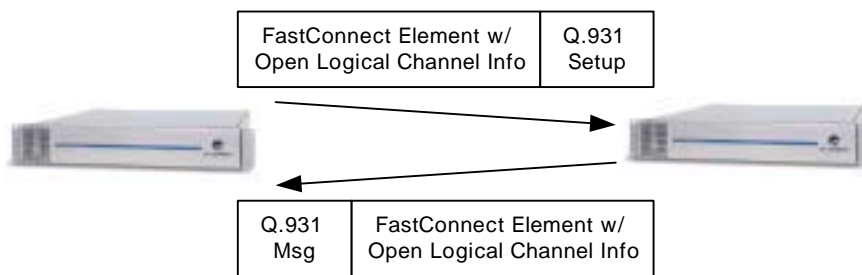 FastConnect Element w/
Open Logical Channel Info
Q.931
Setup
Q.931
Msg
FastConnect Element w/
Open Logical Channel Info